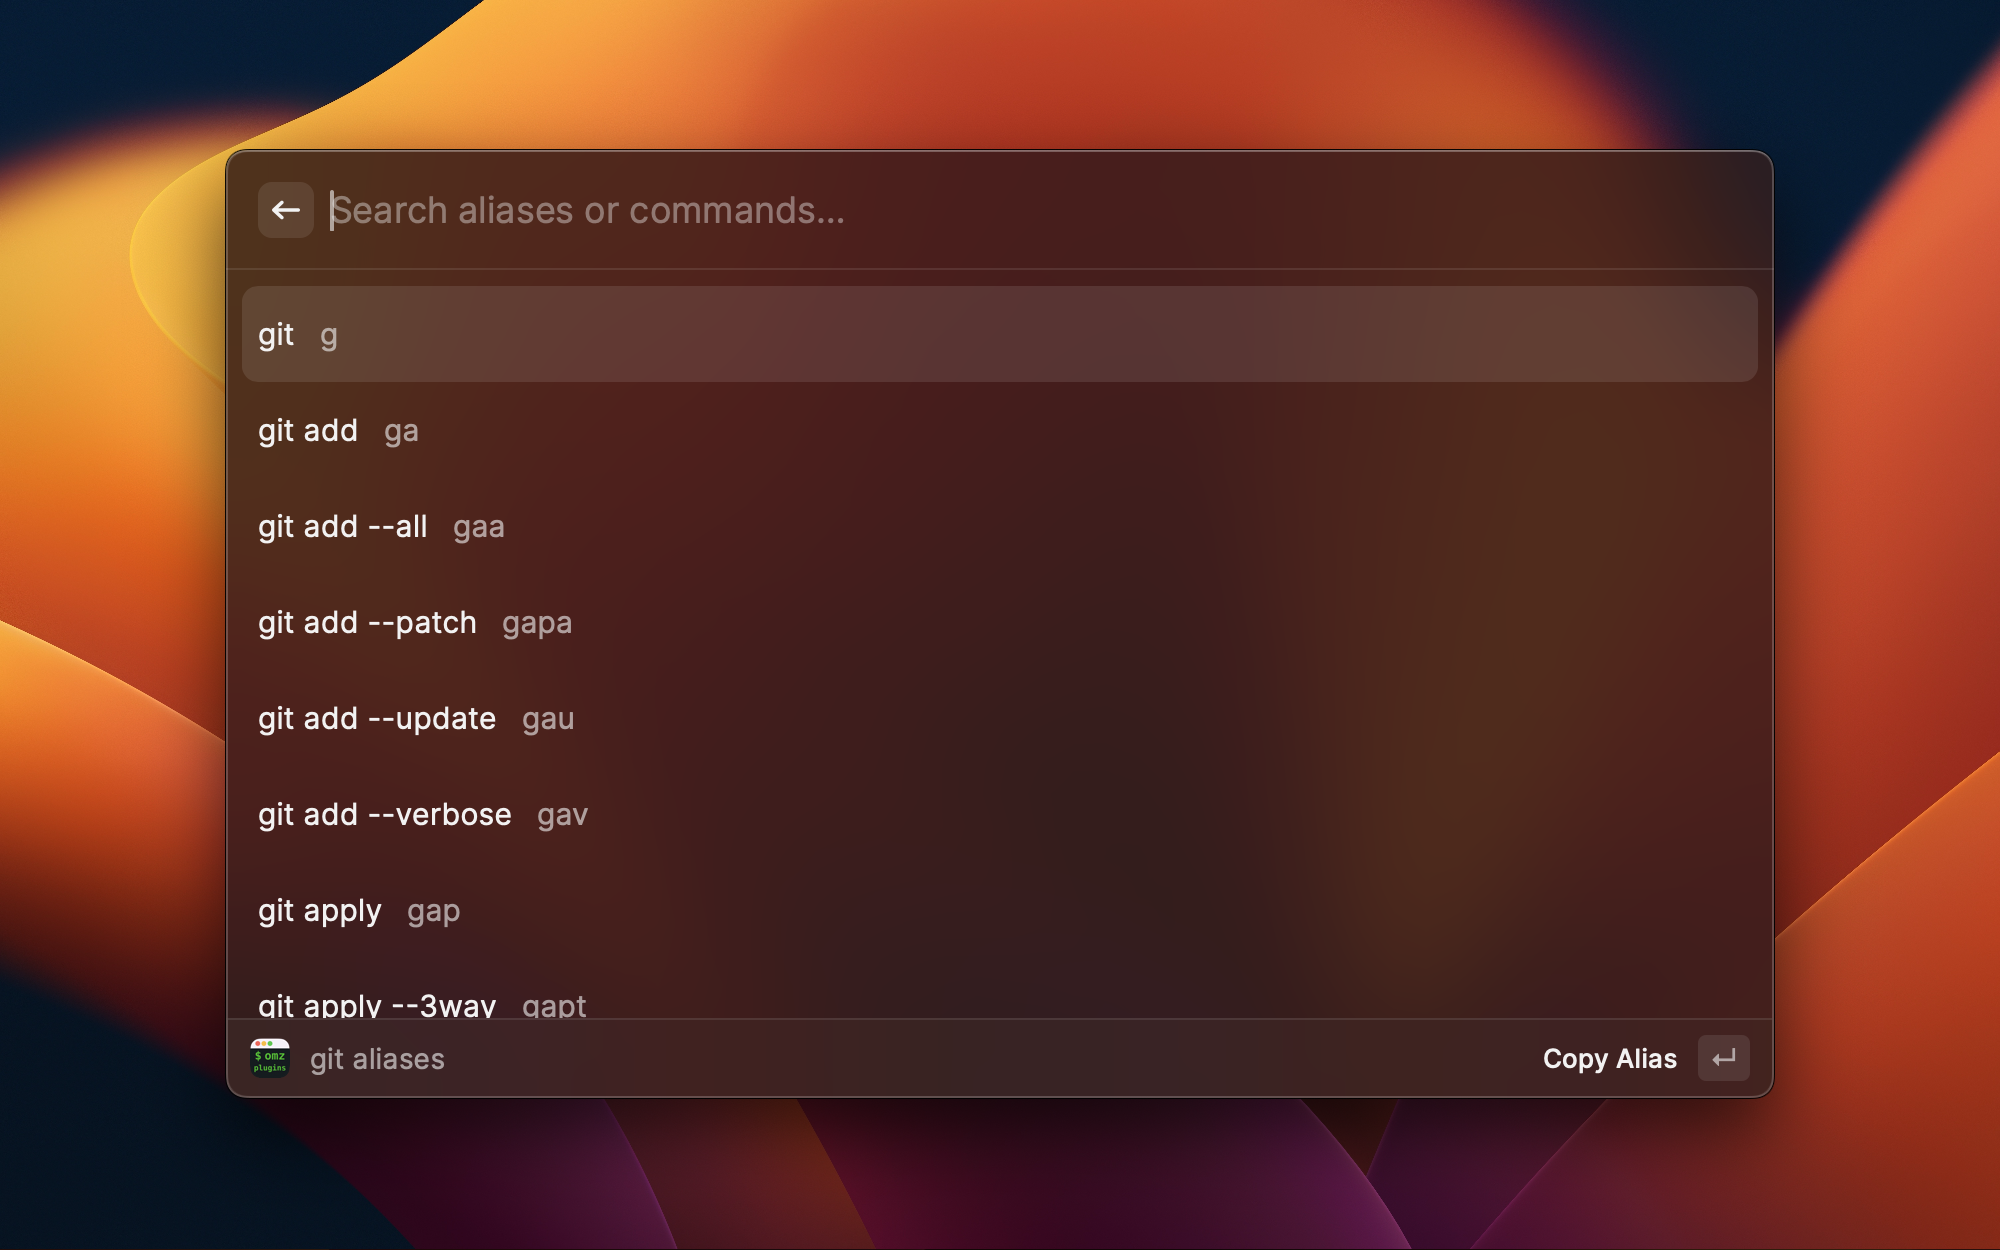 Search aliases or commands...
git g
git add ga
git add --all gaa
git add --patch gapa
git add --update gau
git add --verbose gav
git apply gap
git apply --3way gapt
$ omz
plugins
git aliases
Copy Alias